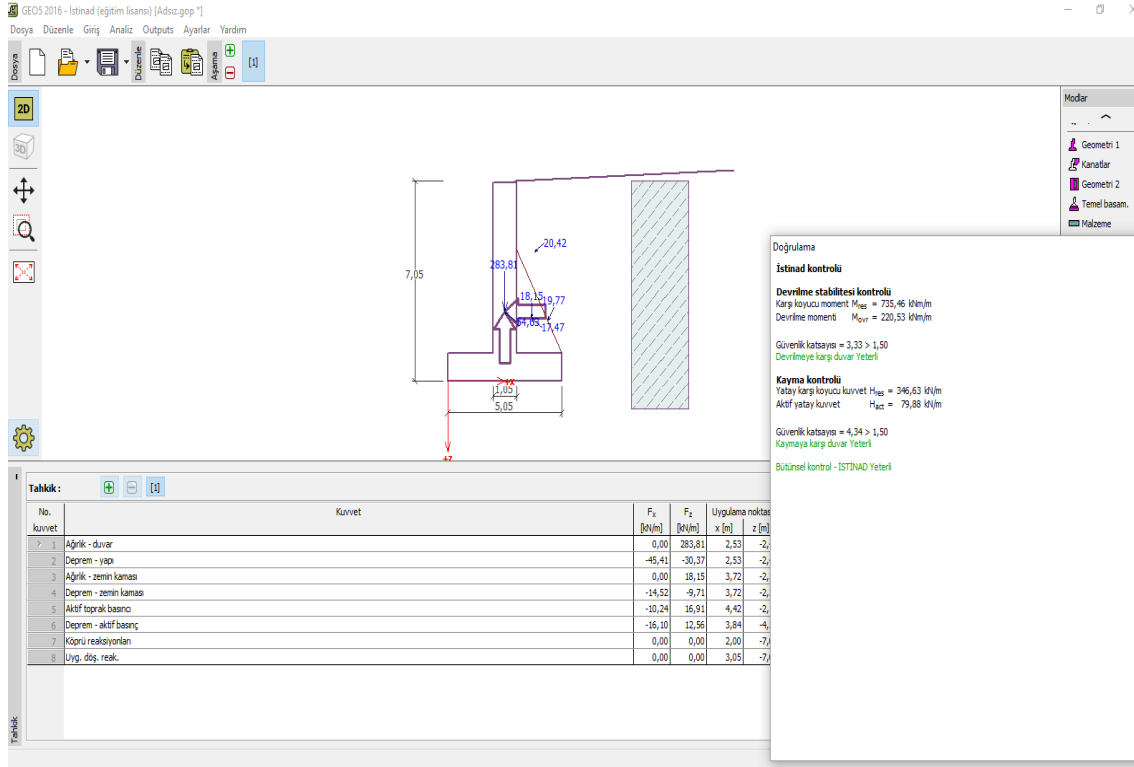 GEO5 2016 - İstinad (eğitim lisansı) [Adsız.gop *]
Dosya Düzenle Giriş Analiz Outputs Ayarlar Yardım
Dosya
Düzenle
Aşama
[1]
2D
3D
Modlar
Geometri 1
Kanatlar
Geometri 2
Temel basam.
Malzeme
7,05
283,81
20,42
18,15
19,77
17,47
+x
1,05
5,05
+z
Doğrulama
İstinad kontrolü
Devrilme stabilitesi kontrolü
Karşı koyucu moment Mres = 735,46 kNm/m
Devrilme momenti Movr = 220,53 kNm/m
Güvenlik katsayısı = 3,33 > 1,50
Devrilmeye karşı duvar Yeterli
Kayma kontrolü
Yatay karşı koyucu kuvvet Hres = 346,63 kN/m
Aktif yatay kuvvet Hact = 79,88 kN/m
Güvenlik katsayısı = 4,34 > 1,50
Kaymaya karşı duvar Yeterli
Bütünsel kontrol - İSTİNAD Yeterli
Tahkik : [1]
No. Kuvvet Fx Fz Uygulama noktas
kuvvet [kN/m] [kN/m] x [m] z [m]
> 1 Ağırlık - duvar 0,00 283,81 2,53 -2,
2 Deprem - yapı -45,41 -30,37 2,53 -2,
3 Ağırlık - zemin kaması 0,00 18,15 3,72 -2,
4 Deprem - zemin kaması -14,52 -9,71 3,72 -2,
5 Aktif toprak basıncı -10,24 16,91 4,42 -2,
6 Deprem - aktif basınç -16,10 12,56 3,84 -4,
7 Köprü reaksiyonları 0,00 0,00 2,00 -7,
8 Uyg. döş. reak. 0,00 0,00 3,05 -7,
Tahkik